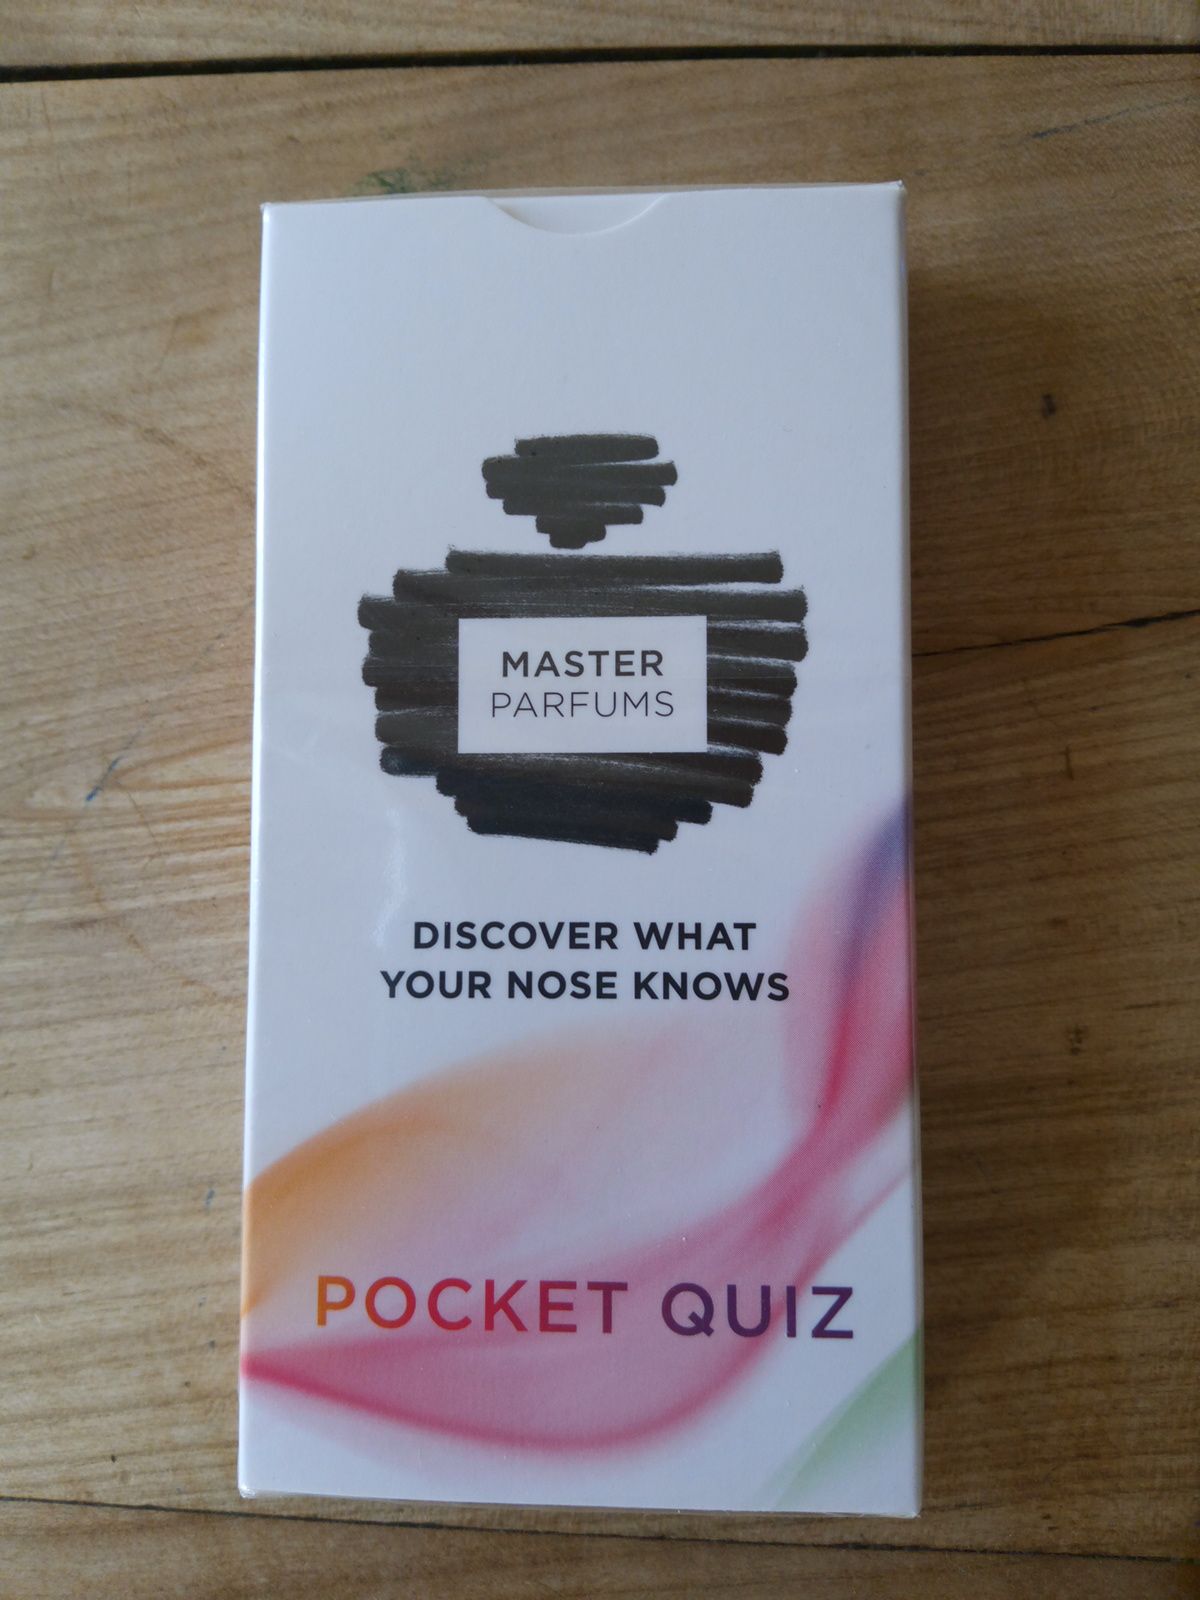 MASTER
PARFUMS
DISCOVER WHAT
YOUR NOSE KNOWS
POCKET QUIZ